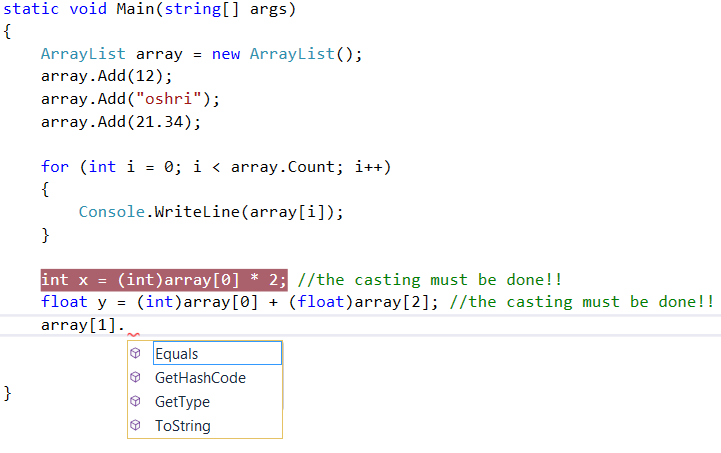 static void Main(string[] args)
{
ArrayList array = new ArrayList();
array.Add(12);
array.Add("oshri");
array.Add(21.34);
for (int i = 0; i < array.Count; i++)
{
Console.WriteLine(array[i]);
}
int x = (int)array[0] * 2; //the casting must be done!!
float y = (int)array[0] + (float)array[2]; //the casting must be done!!
array[1].
Equals
GetHashCode
GetType
ToString
}